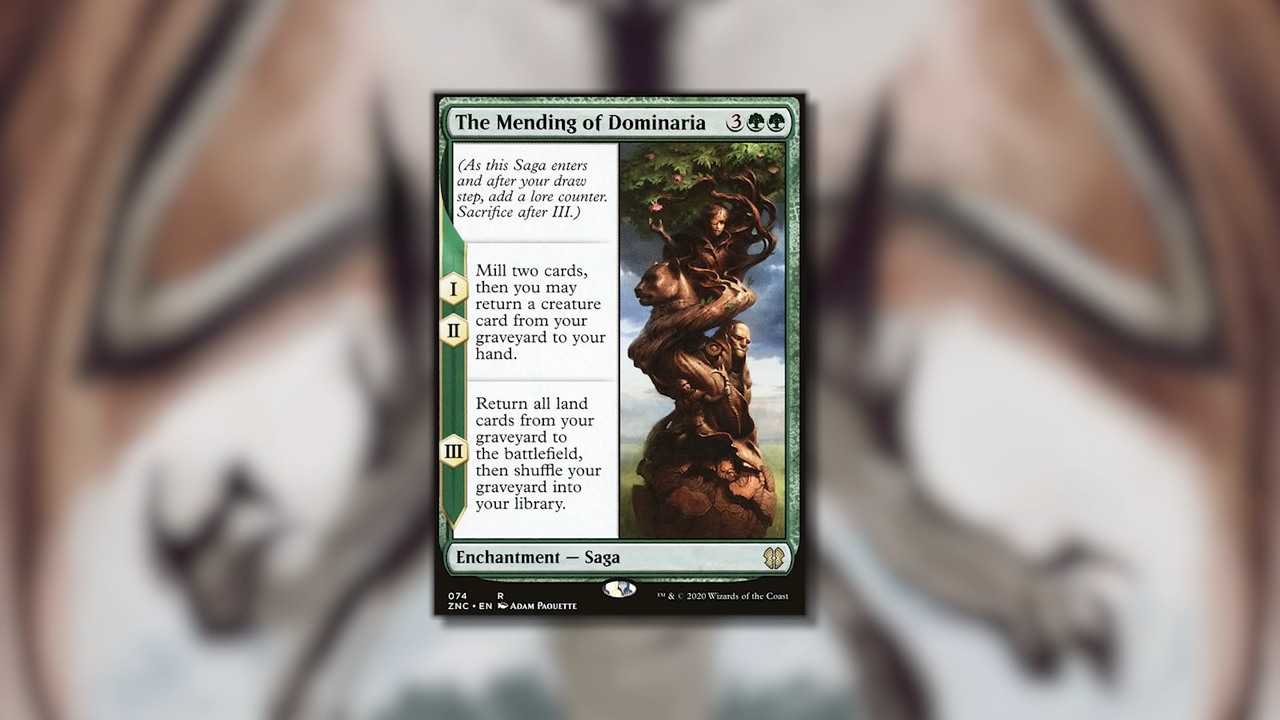 The Mending of Dominaria 3
(As this Saga enters
and after your draw
step, add a lore counter.
Sacrifice after III.)
I
II
Mill two cards,
then you may
return a creature
card from your
graveyard to your
hand.
III
Return all land
cards from your
graveyard to
the battlefield,
then shuffle your
graveyard into
your library.
Enchantment — Saga
074 R
ZNC • EN ADAM PAQUETTE
™ & © 2020 Wizards of the Coast